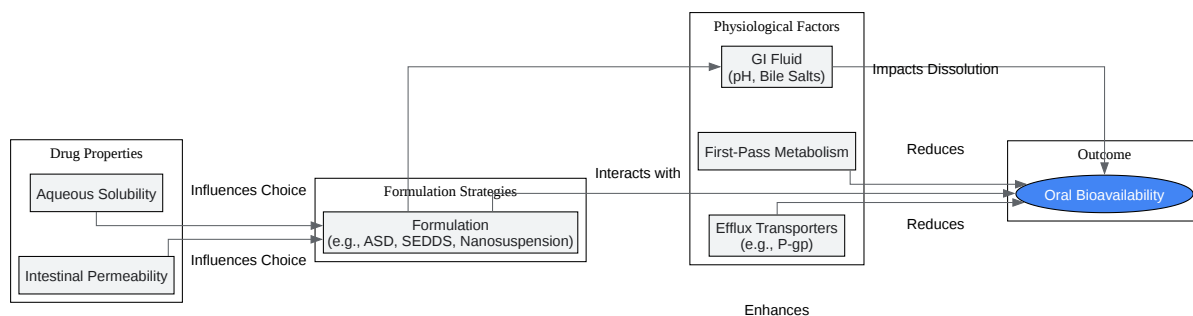 Physiological Factors
GI Fluid
(pH, Bile Salts)
Impacts Dissolution
Drug Properties
First-Pass Metabolism
Reduces
Outcome
Aqueous Solubility
Influences Choice
Formulation Strategies
Interacts with
Oral Bioavailability
Formulation
(e.g., ASD, SEDDS, Nanosuspension)
Efflux Transporters
(e.g., P-gp)
Reduces
Intestinal Permeability
Influences Choice
Enhances